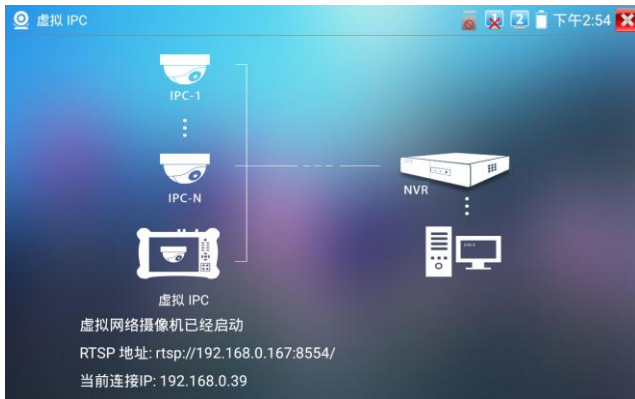 虚拟 IPC
1 2 下午2:54
IPC-1
IPC-N
NVR
虚拟 IPC
虚拟网络摄像机已经启动
RTSP 地址: rtsp://192.168.0.167:8554/
当前连接IP: 192.168.0.39